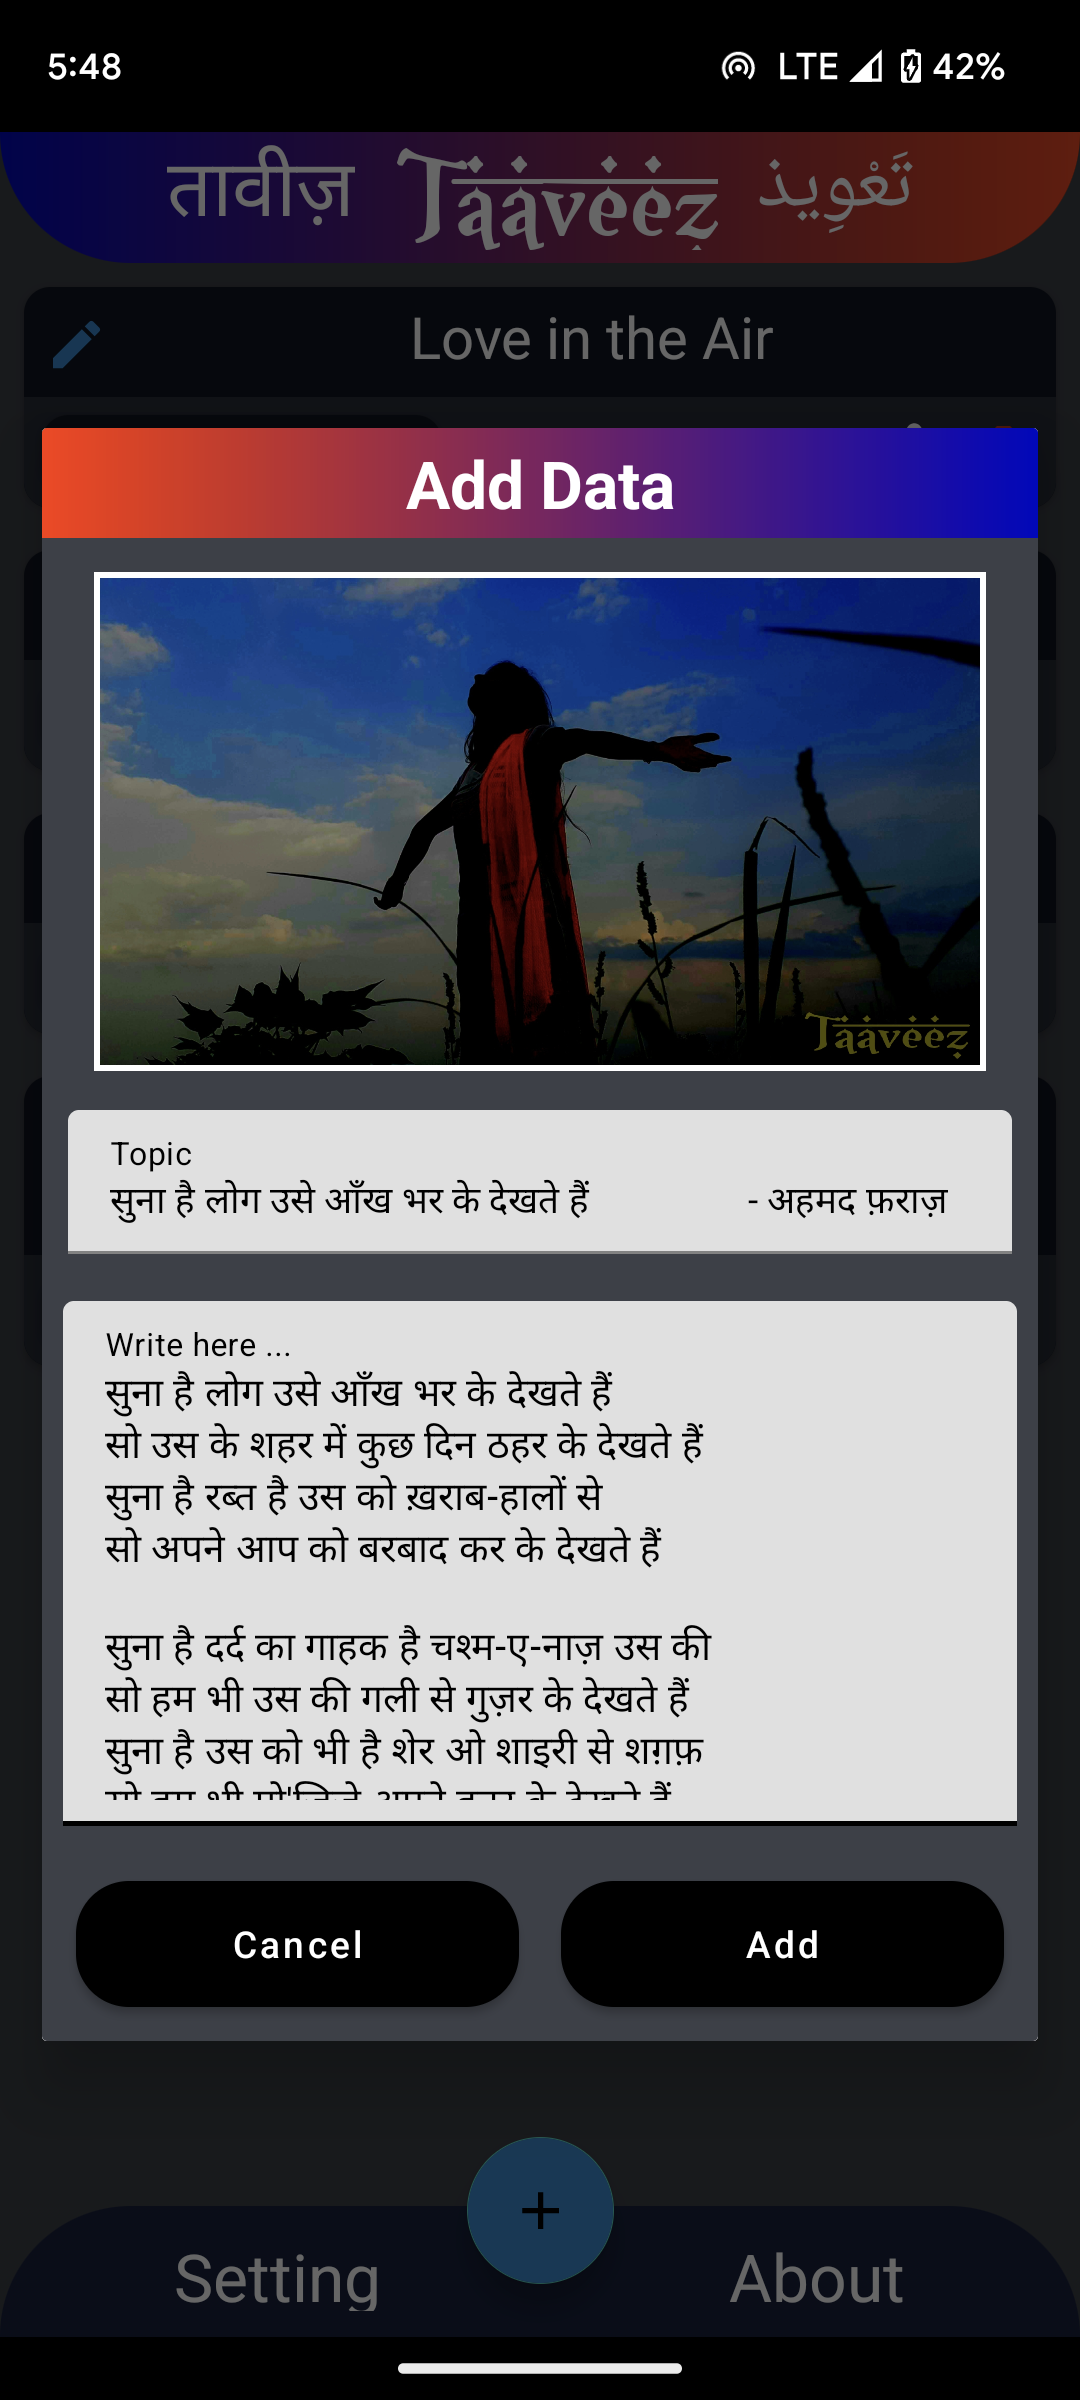 5:48 LTE 42%
तावीज़ Taaveez تَعْوِيذ
Love in the Air
Add Data
Taaveez
Topic
सुना है लोग उसे आँख भर के देखते हैं - अहमद फ़राज़
Write here ...
सुना है लोग उसे आँख भर के देखते हैं
सो उस के शहर में कुछ दिन ठहर के देखते हैं
सुना है रब्त है उस को ख़राब-हालों से
सो अपने आप को बरबाद कर के देखते हैं
सुना है दर्द का गाहक है चश्म-ए-नाज़ उस की
सो हम भी उस की गली से गुज़र के देखते हैं
सुना है उस को भी है शेर ओ शाइरी से शग़फ़
Cancel Add
+
Setting About